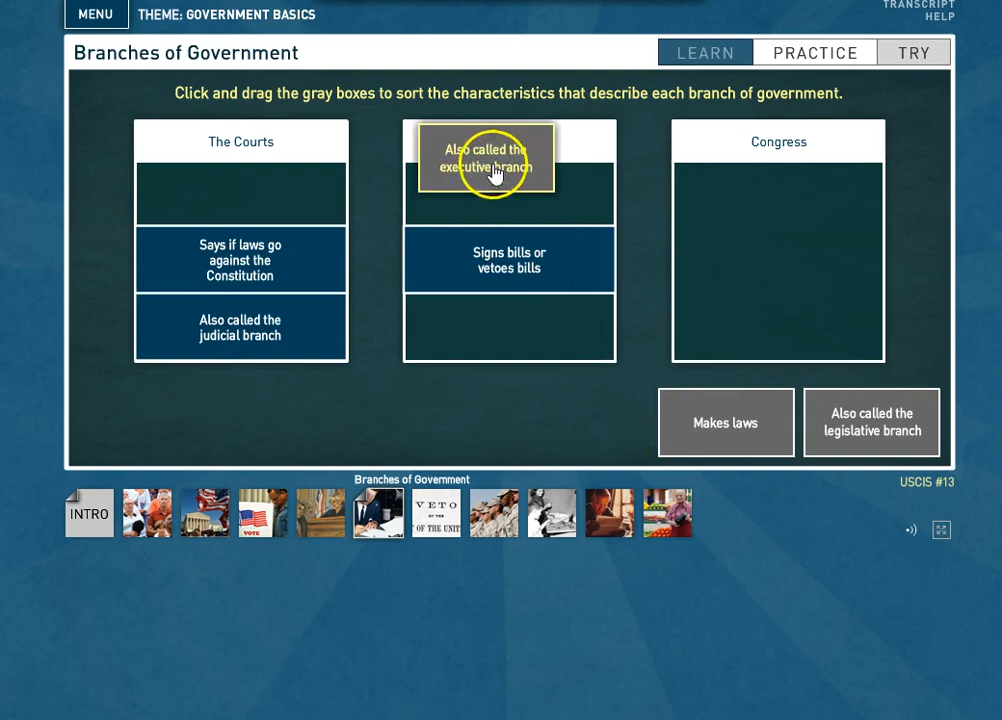 MENU
THEME: GOVERNMENT BASICS
TRANSCRIPT
HELP
Branches of Government
LEARN
PRACTICE
TRY
Click and drag the gray boxes to sort the characteristics that describe each branch of government.
The Courts
Says if laws go
against the
Constitution
Also called the
judicial branch
Also called the
executive branch
Signs bills or
vetoes bills
Congress
Makes laws
Also called the
legislative branch
Branches of Government
USCIS #13
INTRO
VOTE
VETO
OF THE UNIT